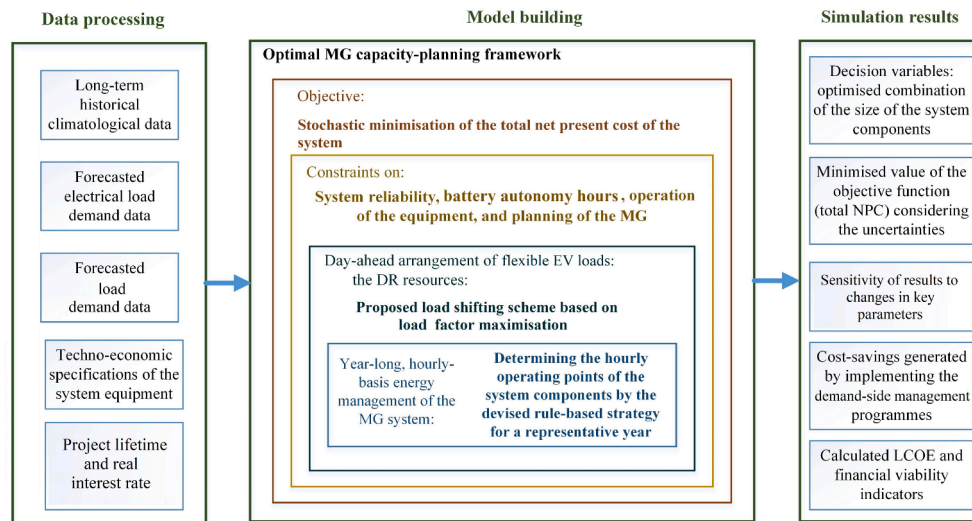 Data processing
Long-term
historical
climatological data
Forecasted
electrical load
demand data
Forecasted
load
demand data
Techno-economic
specifications of the
system equipment
Project lifetime
and real
interest rate
Model building
Optimal MG capacity-planning framework
Objective:
Stochastic minimisation of the total net present cost of the
system
Constraints on:
System reliability, battery autonomy hours , operation
of the equipment, and planning of the MG
Day-ahead arrangement of flexible EV loads:
the DR resources:
Proposed load shifting scheme based on
load factor maximisation
Year-long, hourly-
basis energy
management of the
MG system:
Determining the hourly
operating points of the
system components by the
devised rule-based strategy
for a representative year
Simulation results
Decision variables:
optimised combination
of the size of the system
components
Minimised value of the
objective function
(total NPC) considering
the uncertainties
Sensitivity of results to
changes in key
parameters
Cost-savings generated
by implementing the
demand-side management
programmes
Calculated LCOE and
financial viability
indicators